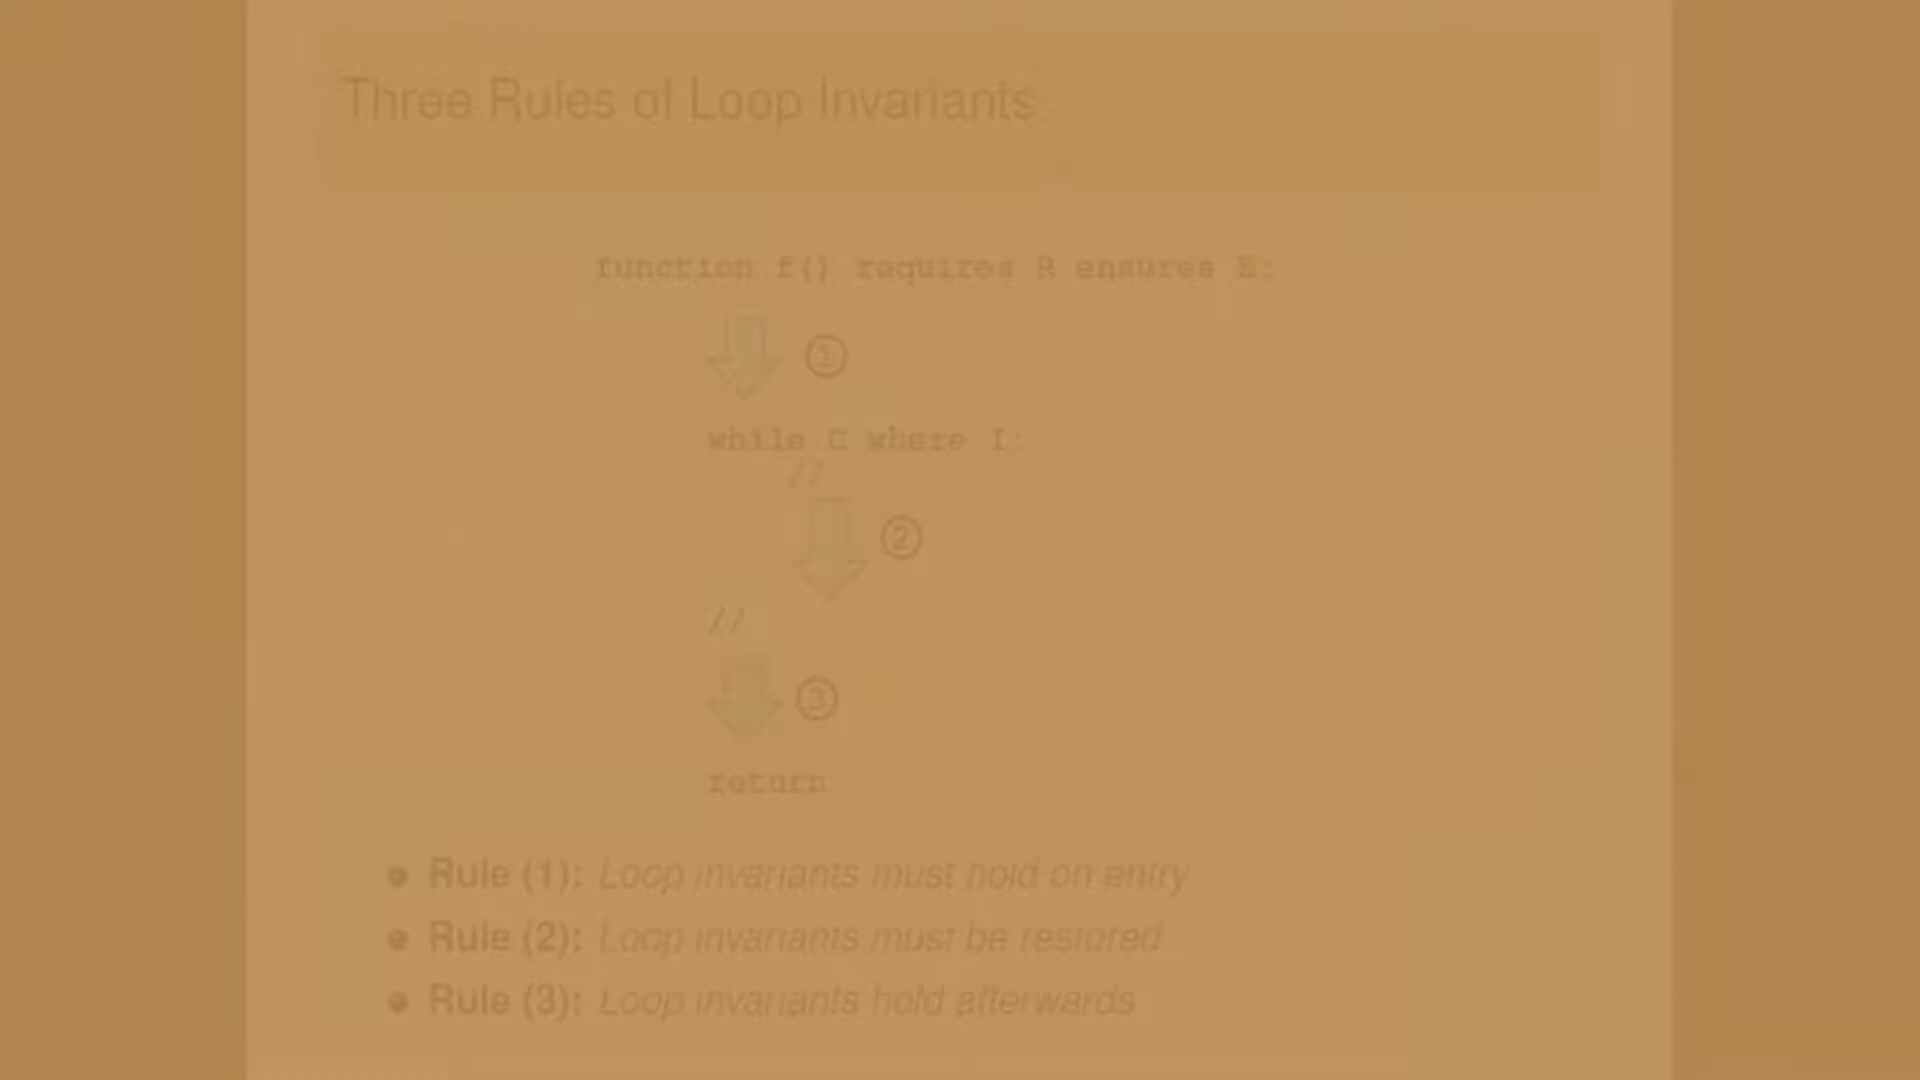 Three Rules of Loop Invariants
function f() requires R ensures E:
①
while C where I:
//
②
//
③
return
● Rule (1): Loop invariants must hold on entry
● Rule (2): Loop invariants must be restored
● Rule (3): Loop invariants hold afterwards